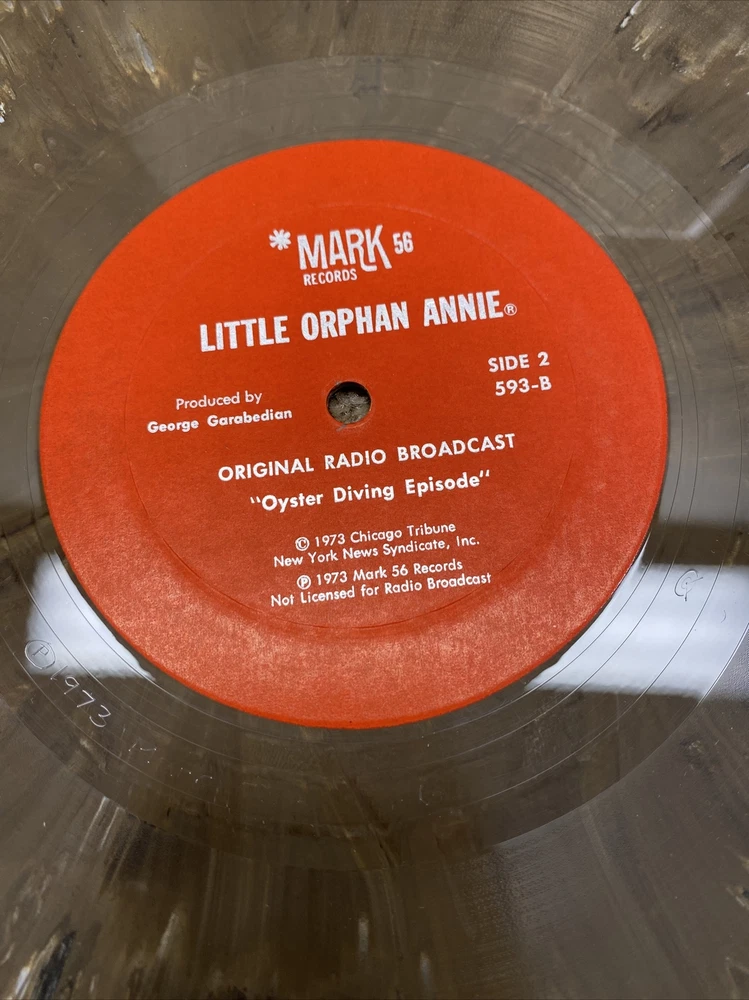 *MARK 56
RECORDS
LITTLE ORPHAN ANNIE®
SIDE 2
593-B
Produced by
George Garabedian
ORIGINAL RADIO BROADCAST
"Oyster Diving Episode"
© 1973 Chicago Tribune
New York News Syndicate, Inc.
℗ 1973 Mark 56 Records
Not Licensed for Radio Broadcast
℗ 1973